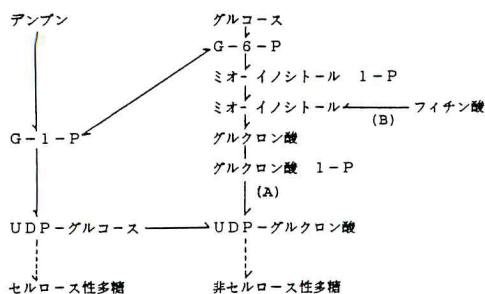 デンプン
グルコース
G-6-P
ミオ-イノシトール 1-P
ミオ-イノシトール
フィチン酸
(B)
G-1-P
グルクロン酸
グルクロン酸 1-P
(A)
UDP-グルコース
UDP-グルクロン酸
セルロース性多糖
非セルロース性多糖